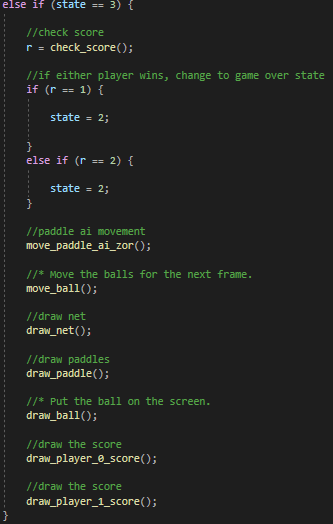 else if (state == 3) {
//check score
r = check_score();
//if either player wins, change to game over state
if (r == 1) {
state = 2;
}
else if (r == 2) {
state = 2;
}
//paddle ai movement
move_paddle_ai_zor();
//* Move the balls for the next frame.
move_ball();
//draw net
draw_net();
//draw paddles
draw_paddle();
//* Put the ball on the screen.
draw_ball();
//draw the score
draw_player_0_score();
//draw the score
draw_player_1_score();
}